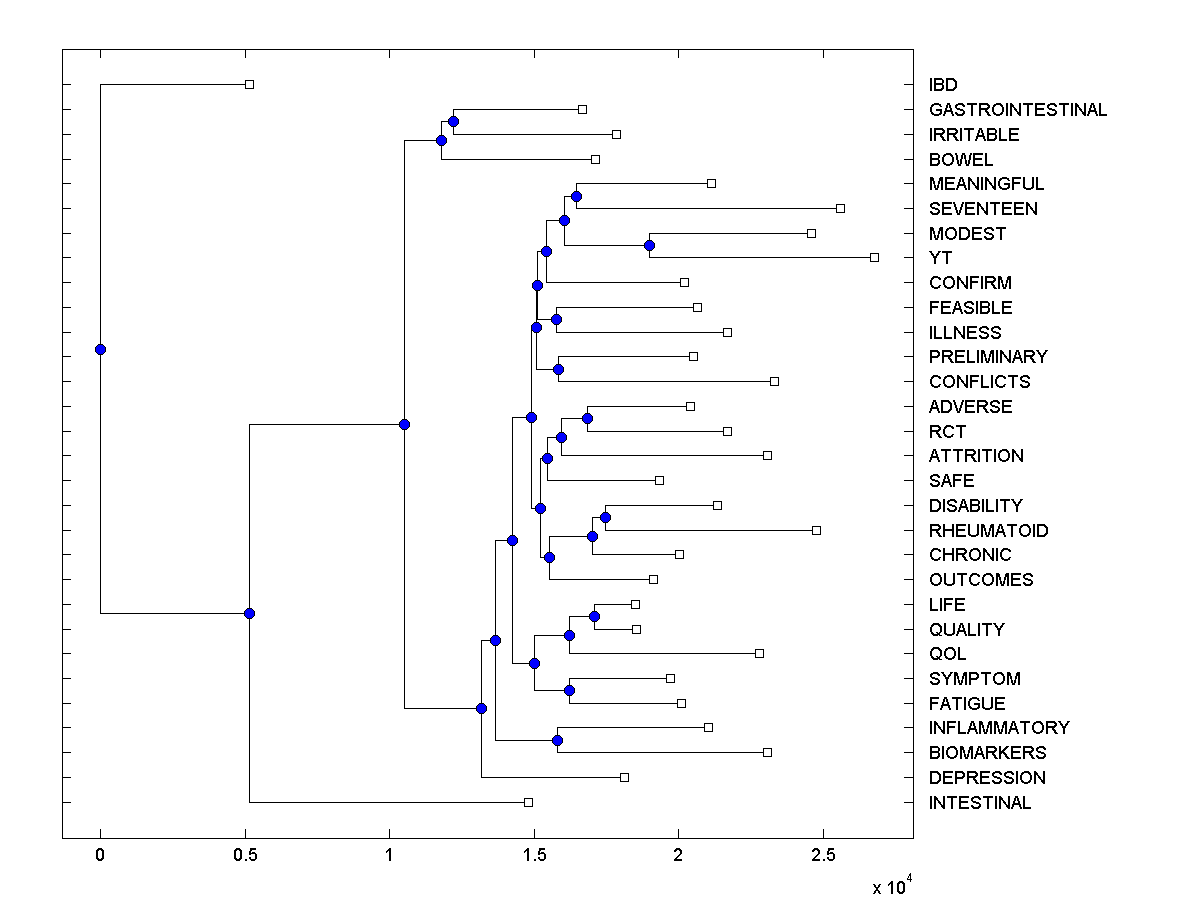 IBD
GASTROINTESTINAL
IRRITABLE
BOWEL
MEANINGFUL
SEVENTEEN
MODEST
YT
CONFIRM
FEASIBLE
ILLNESS
PRELIMINARY
CONFLICTS
ADVERSE
RCT
ATTRITION
SAFE
DISABILITY
RHEUMATOID
CHRONIC
OUTCOMES
LIFE
QUALITY
QOL
SYMPTOM
FATIGUE
INFLAMMATORY
BIOMARKERS
DEPRESSION
INTESTINAL
0 0.5 1 1.5 2 2.5
x 10^4